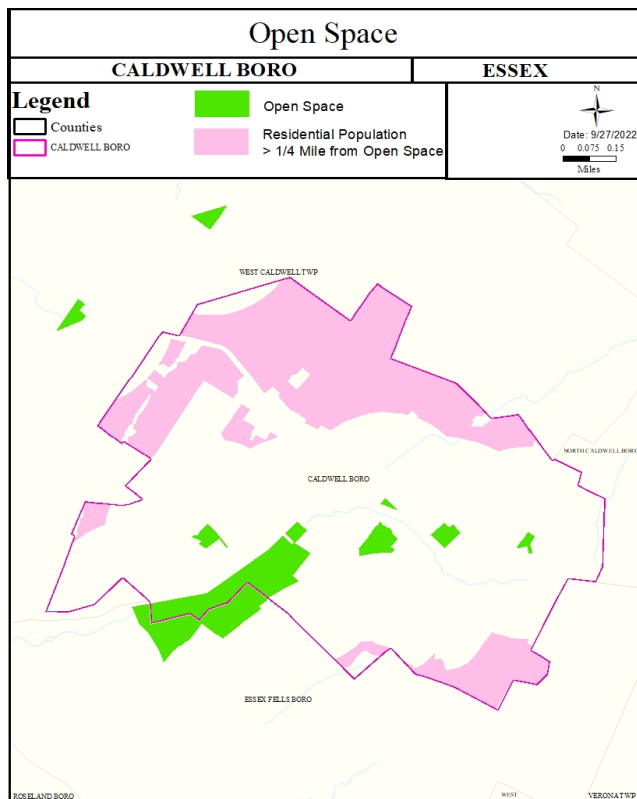 Open Space
CALDWELL BORO
ESSEX
Legend
Counties
CALDWELL BORO
Open Space
Residential Population
> 1/4 Mile from Open Space
N
Date: 9/27/2022
0 0.075 0.15
Miles
WEST CALDWELL TWP
NORTH CALDWELL BORO
CALDWELL BORO
ESSEX FELLS BORO
ROSELAND BORO
WEST
VERONA TWP